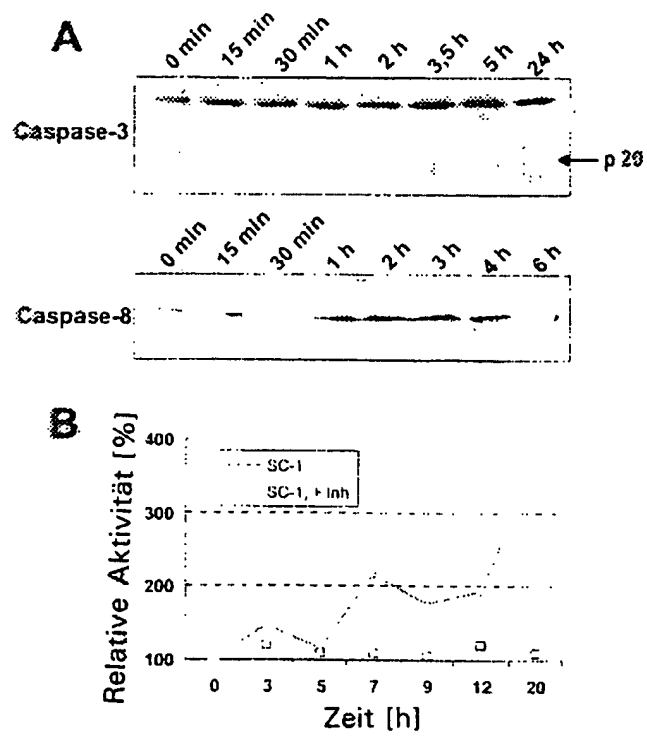 A
0 min 15 min 30 min 1 h 2 h 3,5 h 5 h 24 h
Caspase-3
p 20
0 min 15 min 30 min 1 h 2 h 3 h 4 h 6 h
Caspase-8
B
Relative Aktivität [%]
400
SC-1
SC-1, + Inh
300
200
100
0 3 5 7 9 12 20
Zeit [h]